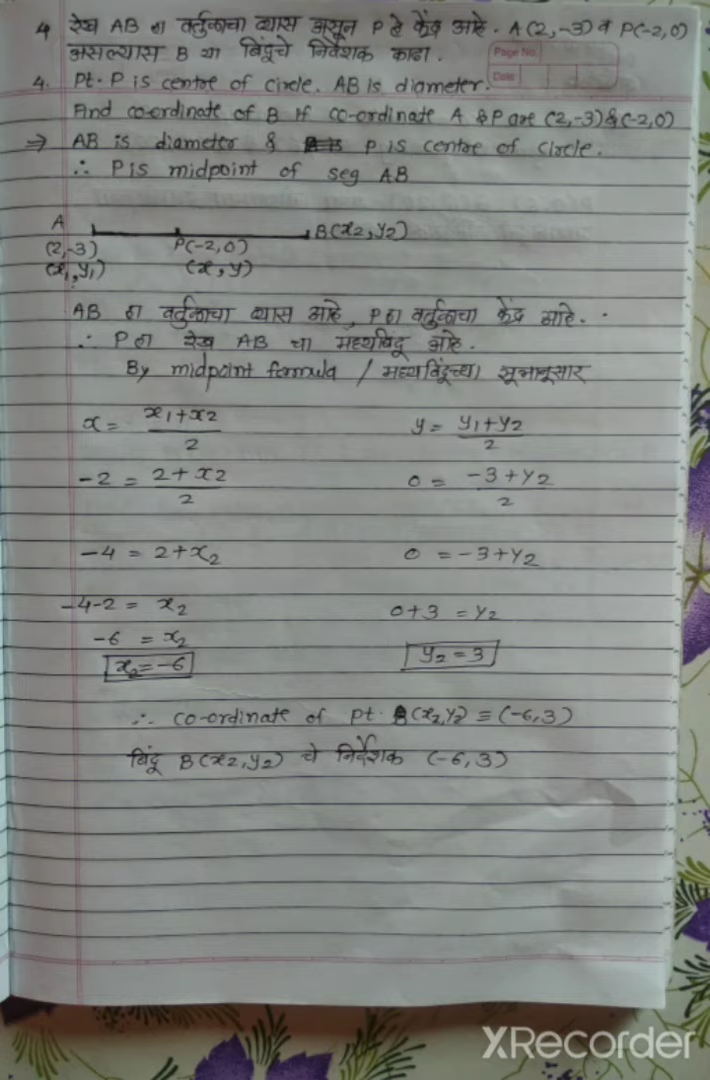 4 रेख AB हा वर्तुळाचा व्यास असून P हे केंद्र आहे. A(2,-3) व P(-2,0)
असल्यास B या बिंदूचे निर्देशक काढा.
Page No.
Date
4. Pt. P is centre of circle. AB is diameter.
Find co-ordinate of B if co-ordinate A & P are (2,-3) & (-2,0)
⇒ AB is diameter & P is centre of circle.
∴ P is midpoint of seg AB
A B(x2,y2)
(2,-3) P(-2,0)
(x1,y1) (x,y)
AB हा वर्तुळाचा व्यास आहे, P हा वर्तुळाचा केंद्र आहे.
∴ P हा रेख AB चा मध्यबिंदू आहे.
By midpoint formula / मध्यबिंदूच्या सूत्रानुसार
x = x1+x2/2 y = y1+y2/2
-2 = 2+x2/2 0 = -3+y2/2
-4 = 2+x2 0 = -3+y2
-4-2 = x2 0+3 = y2
-6 = x2
x2 = -6 y2 = 3
∴ co-ordinate of pt. B(x2,y2) ≡ (-6,3)
बिंदू B(x2,y2) चे निर्देशक (-6,3)
XRecorder